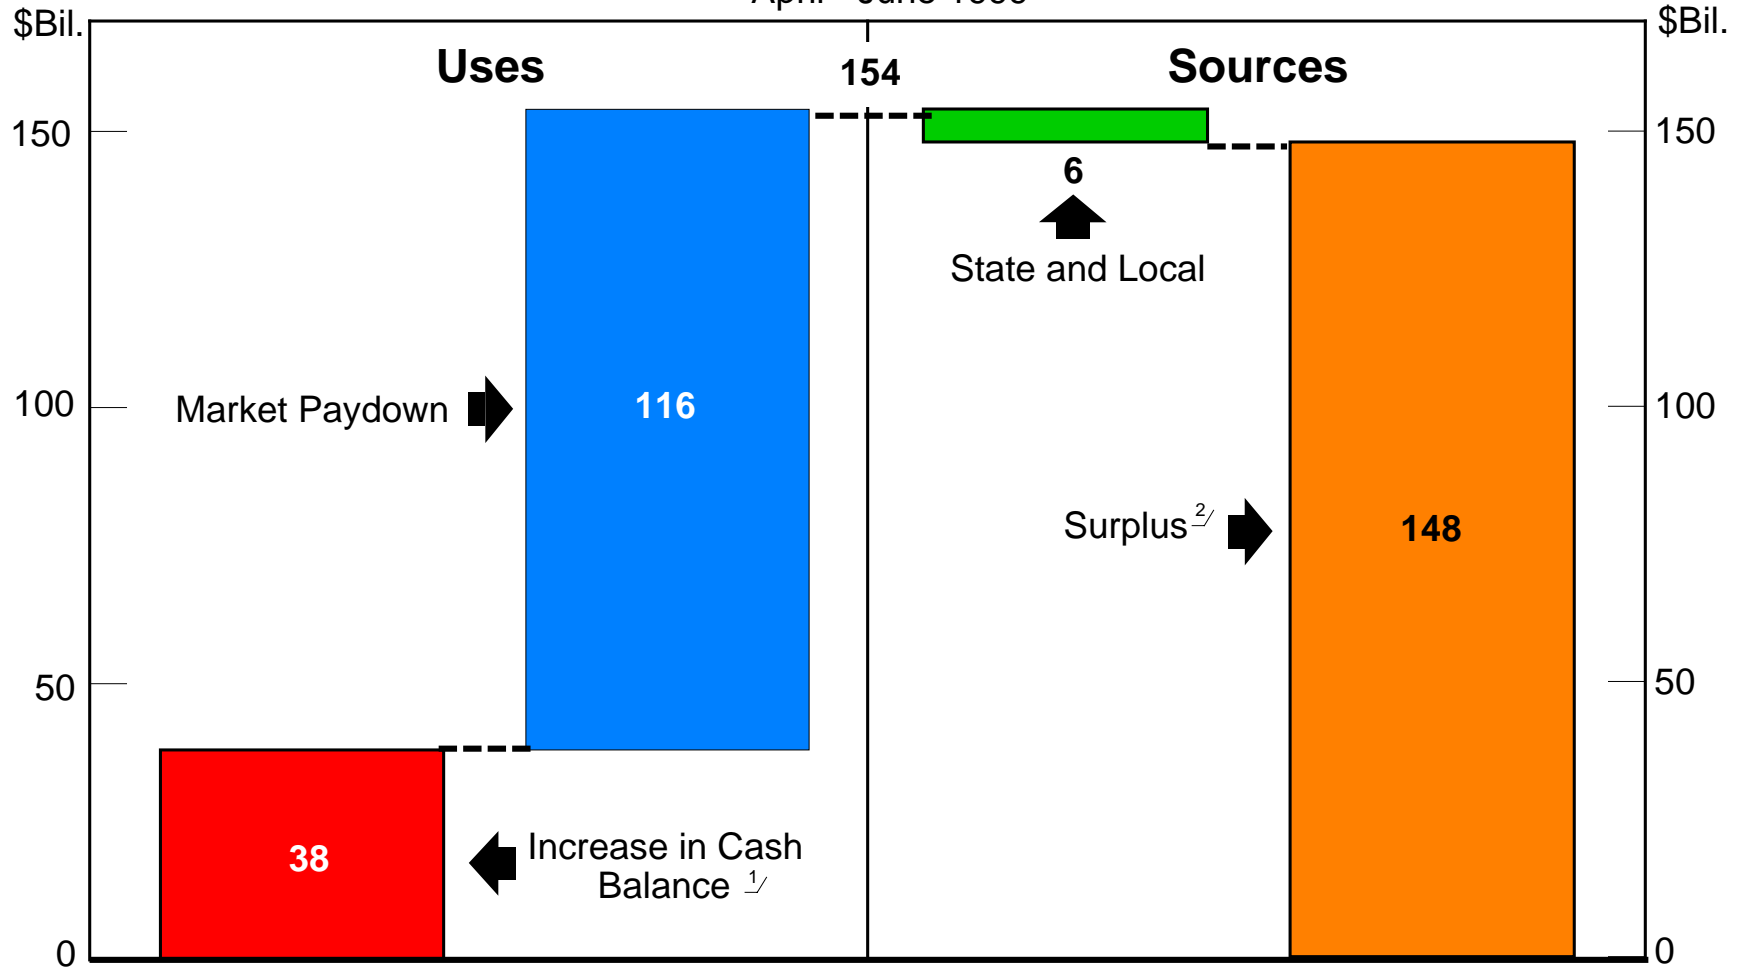 $Bil.
$Bil.
Uses
154
Sources
150
150
6
State and Local
100
Market Paydown
116
100
Surplus 2/
148
50
50
38
Increase in Cash
Balance 1/
0
0